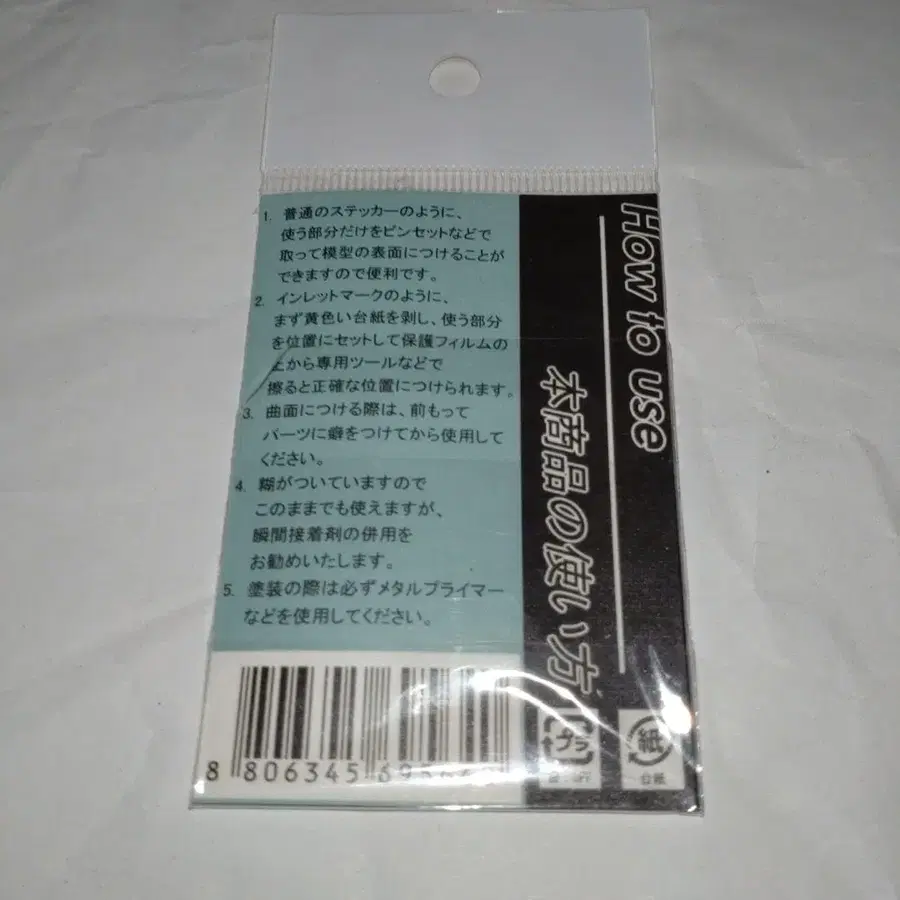 1. 普通のステッカーのように、
使う部分だけをピンセットなどで
取って模型の表面につけることが
できますので便利です。
2. インレットマークのように、
まず黄色い台紙を剥し、使う部分
を位置にセットして保護フィルムの
上から専用ツールなどで
擦ると正確な位置につけられます。
3. 曲面につける際は、前もって
パーツに癖をつけてから使用して
ください。
4. 糊がついていますので
このままでも使えますが、
瞬間接着剤の併用を
お勧めいたします。
5. 塗装の際は必ずメタルプライマー
などを使用してください。
How to use
本商品の使い方
プラ
紙
台紙
8 806345